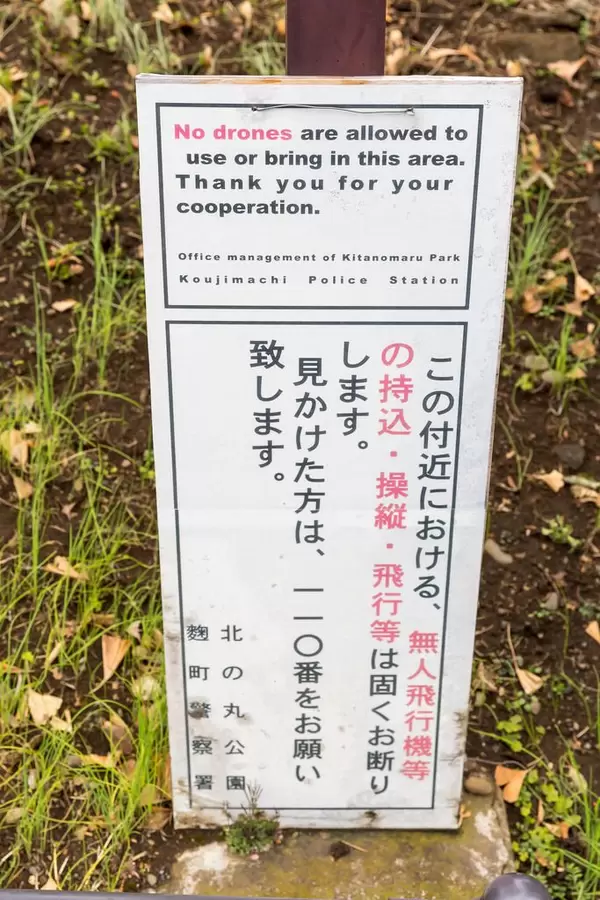 No drones are allowed to
use or bring in this area.
Thank you for your
cooperation.
Office management of Kitanomaru Park
Koujimachi Police Station
この付近における、無人飛行機等
の持込・操縦・飛行等は固くお断り
します。
見かけた方は、一一〇番をお願い
致します。
北の丸公園
麹町警察署